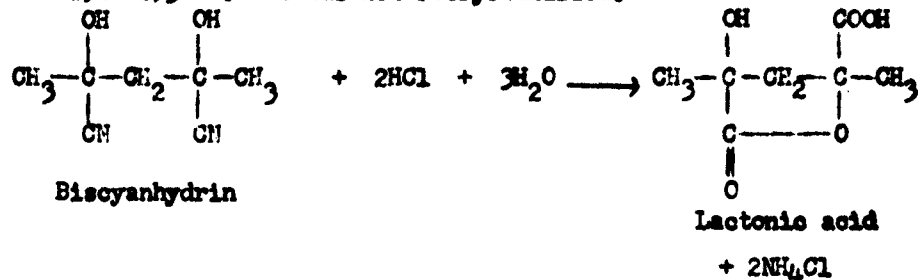 OH OH OH COOH
CH3—C—CH2—C—CH3 + 2HCl + 3H2O ⟶ CH3—C—CH2—C—CH3
CN CN C——O
O
Biscyanhydrin
Lactonic acid
+ 2NH4Cl